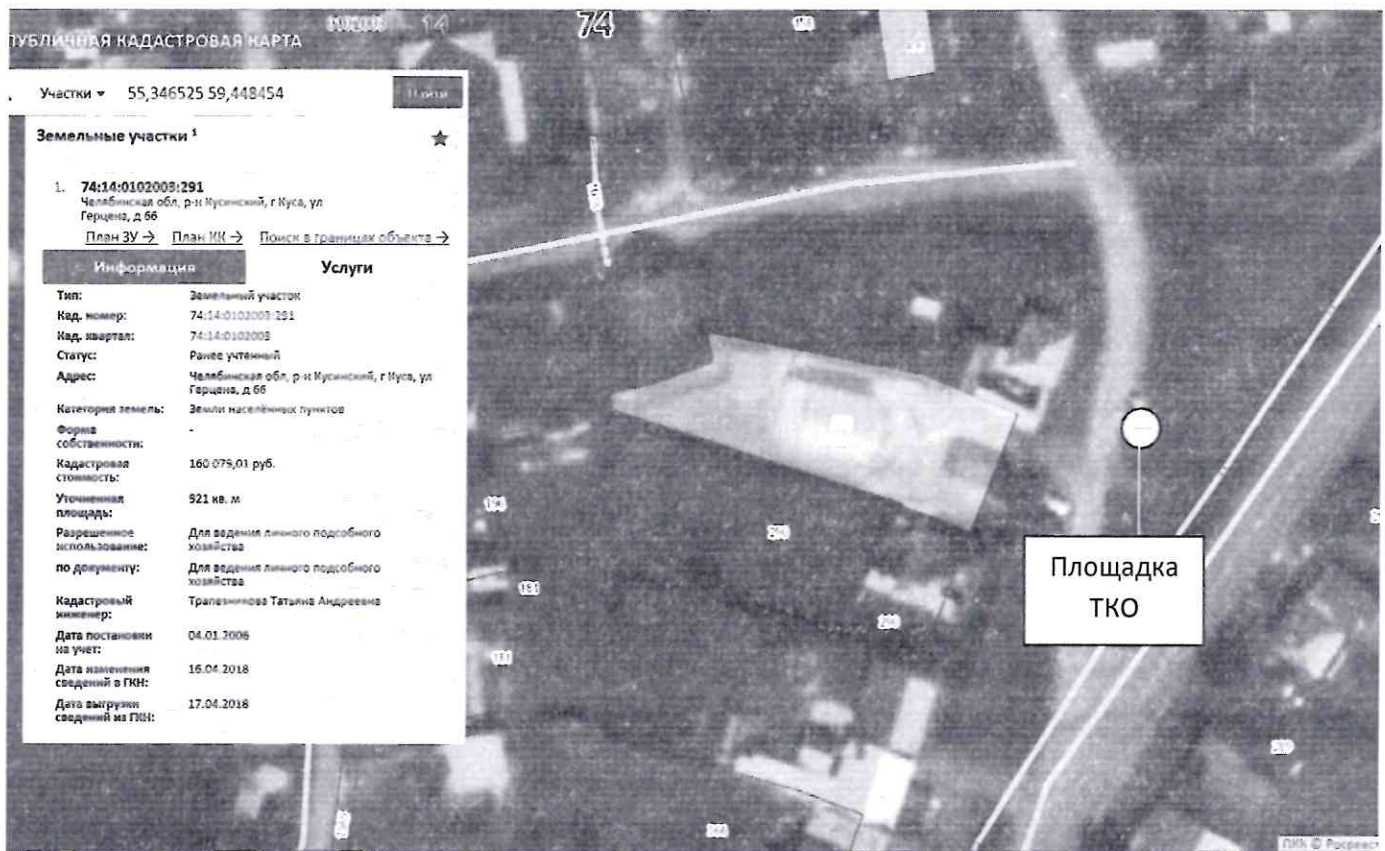 ПУБЛИЧНАЯ КАДАСТРОВАЯ КАРТА
14
74
Участки 55,346525 59,448454 Найти
Земельные участки 1
1. 74:14:0102003:291
Челябинская обл, р-н Кусинский, г Куса, ул
Герцена, д 66
План ЗУ → План КК → Поиск в границах объекта →
Информация Услуги
Тип: Земельный участок
Кад. номер: 74:14:0102003:291
Кад. квартал: 74:14:0102003
Статус: Ранее учтенный
Адрес: Челябинская обл, р-н Кусинский, г Куса, ул
Герцена, д 66
Категория земель: Земли населённых пунктов
Форма собственности: -
Кадастровая стоимость: 160 079,01 руб.
Уточненная площадь: 921 кв. м
Разрешенное использование: Для ведения личного подсобного
хозяйства
по документу: Для ведения личного подсобного
хозяйства
Кадастровый инженер: Трапезникова Татьяна Андреевна
Дата постановки на учет: 04.01.2006
Дата изменения сведений в ГКН: 16.04.2018
Дата выгрузки сведений из ГКН: 17.04.2018
181
290
Площадка
ТКО
ПКК © Росреест